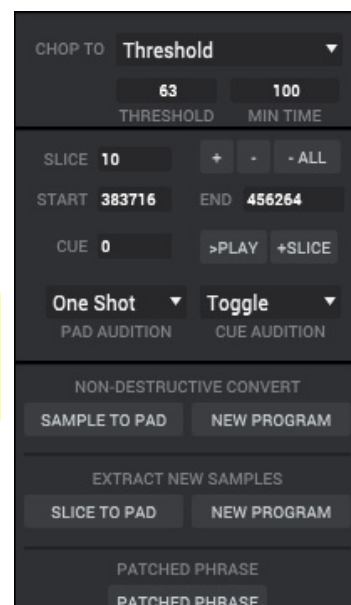 CHOP TO Threshold
63 100
THRESHOLD MIN TIME
SLICE 10 + - - ALL
START 383716 END 456264
CUE 0 >PLAY +SLICE
One Shot Toggle
PAD AUDITION CUE AUDITION
NON-DESTRUCTIVE CONVERT
SAMPLE TO PAD NEW PROGRAM
EXTRACT NEW SAMPLES
SLICE TO PAD NEW PROGRAM
PATCHED PHRASE
PATCHED PHRASE